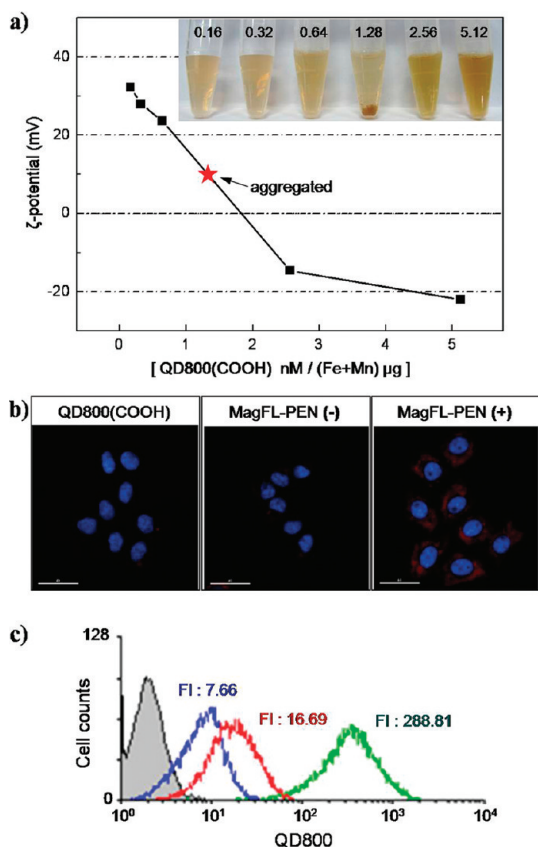 a)
0.16 0.32 0.64 1.28 2.56 5.12
40
20
0
-20
ζ-potential (mV)
aggregated
0 1 2 3 4 5
[ QD800(COOH) nM / (Fe+Mn) μg ]
b)
QD800(COOH) MagFL-PEN (-) MagFL-PEN (+)
c)
128
0
Cell counts
FI : 7.66
FI : 16.69
FI : 288.81
10⁰ 10¹ 10² 10³ 10⁴
QD800